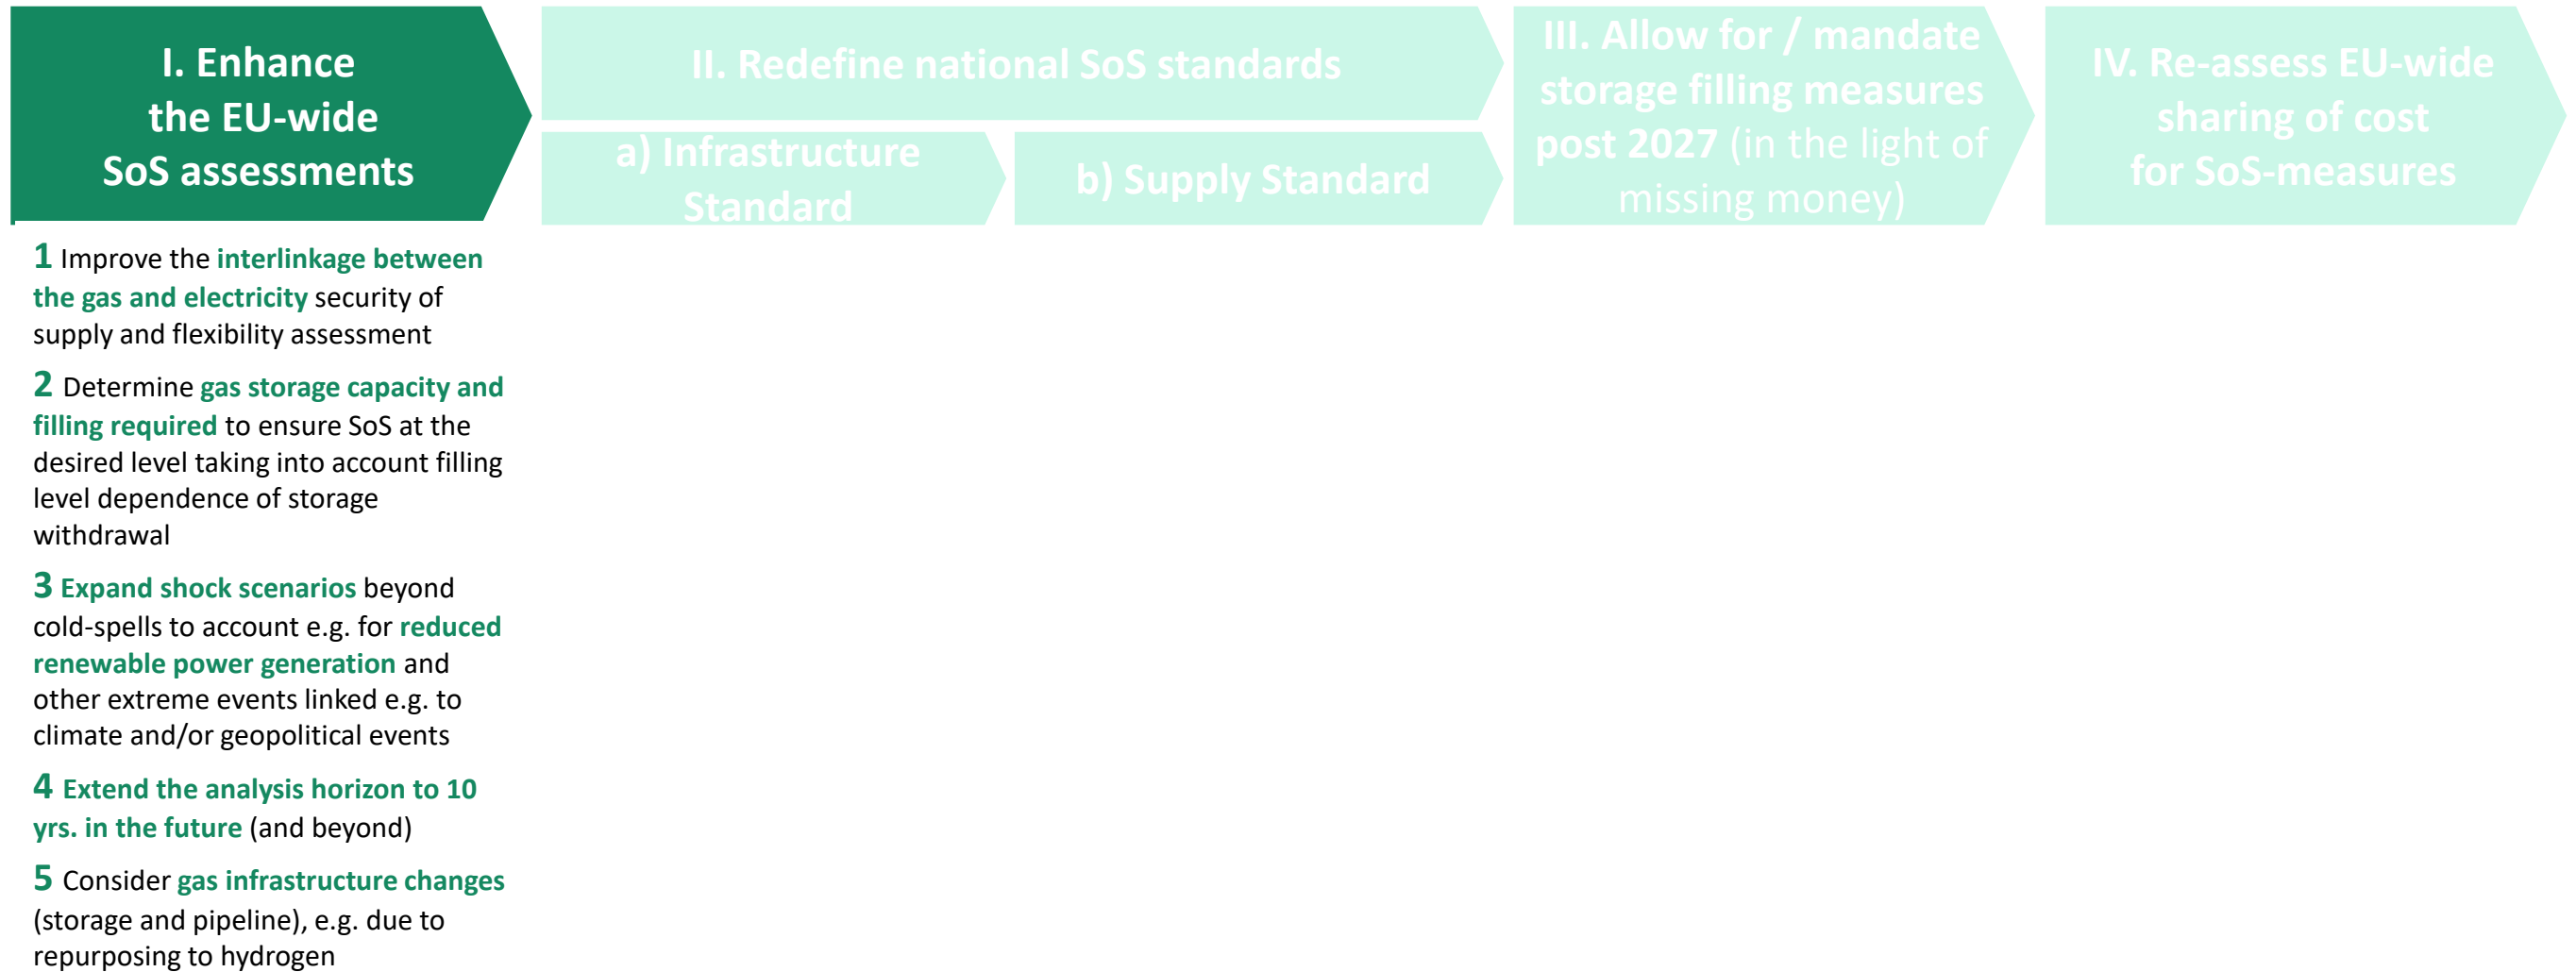 I. Enhance
the EU-wide
SoS assessments
II. Redefine national SoS standards
a) Infrastructure
Standard
b) Supply Standard
III. Allow for / mandate
storage filling measures
post 2027 (in the light of
missing money)
IV. Re-assess EU-wide
sharing of cost
for SoS-measures
1 Improve the interlinkage between
the gas and electricity security of
supply and flexibility assessment
2 Determine gas storage capacity and
filling required to ensure SoS at the
desired level taking into account filling
level dependence of storage
withdrawal
3 Expand shock scenarios beyond
cold-spells to account e.g. for reduced
renewable power generation and
other extreme events linked e.g. to
climate and/or geopolitical events
4 Extend the analysis horizon to 10
yrs. in the future (and beyond)
5 Consider gas infrastructure changes
(storage and pipeline), e.g. due to
repurposing to hydrogen